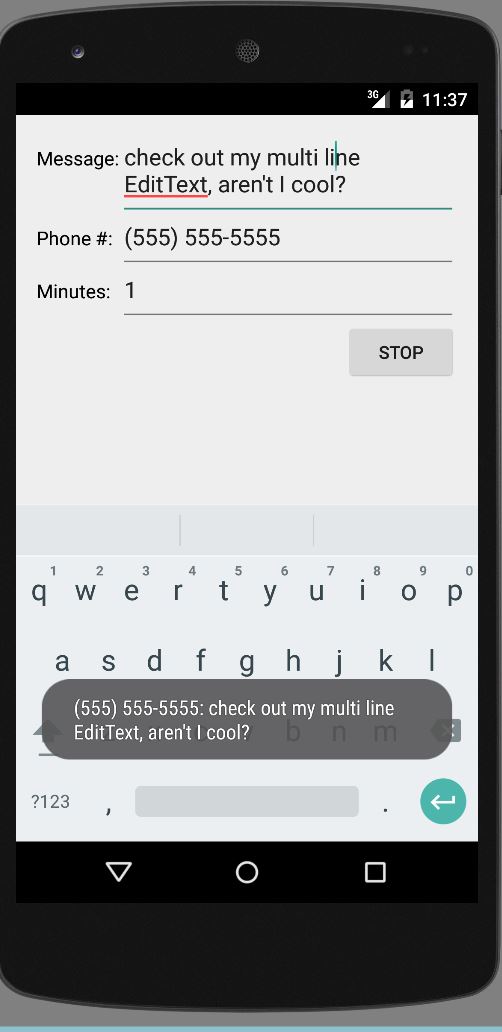 3G 11:37
Message: check out my multi line
EditText, aren't I cool?
Phone #: (555) 555-5555
Minutes: 1
STOP
1 2 3 4 5 6 7 8 9 0
q w e r t y u i o p
a s d f g h j k l
(555) 555-5555: check out my multi line
EditText, aren't I cool?
b n m
?123 , .